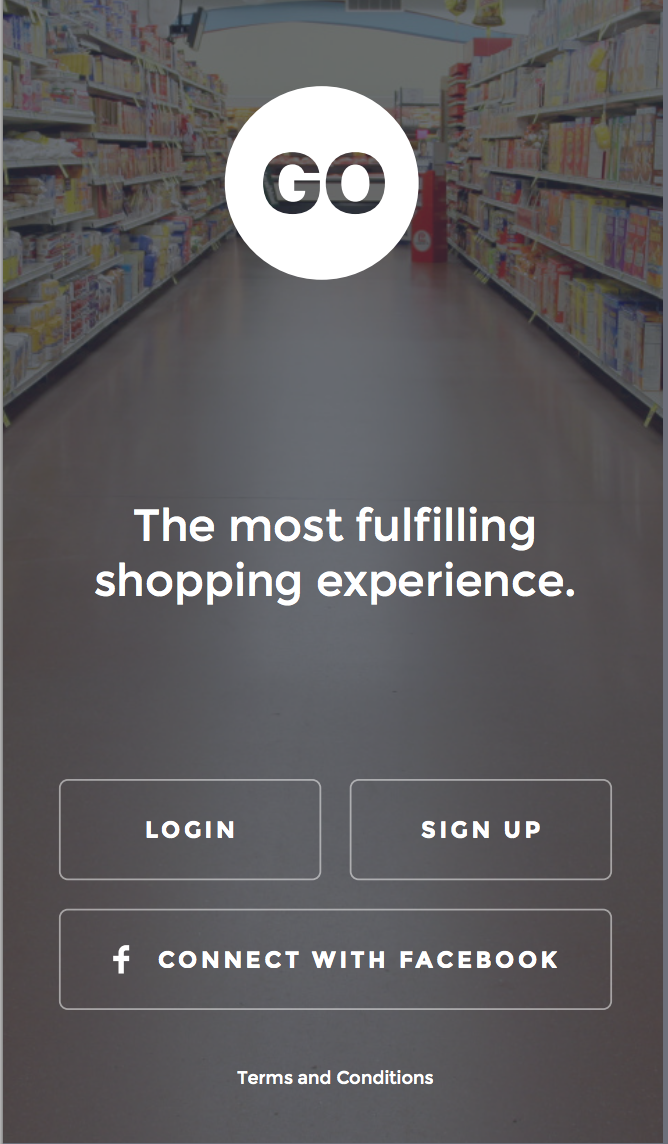 GO
The most fulfilling
shopping experience.
LOGIN
SIGN UP
f CONNECT WITH FACEBOOK
Terms and Conditions